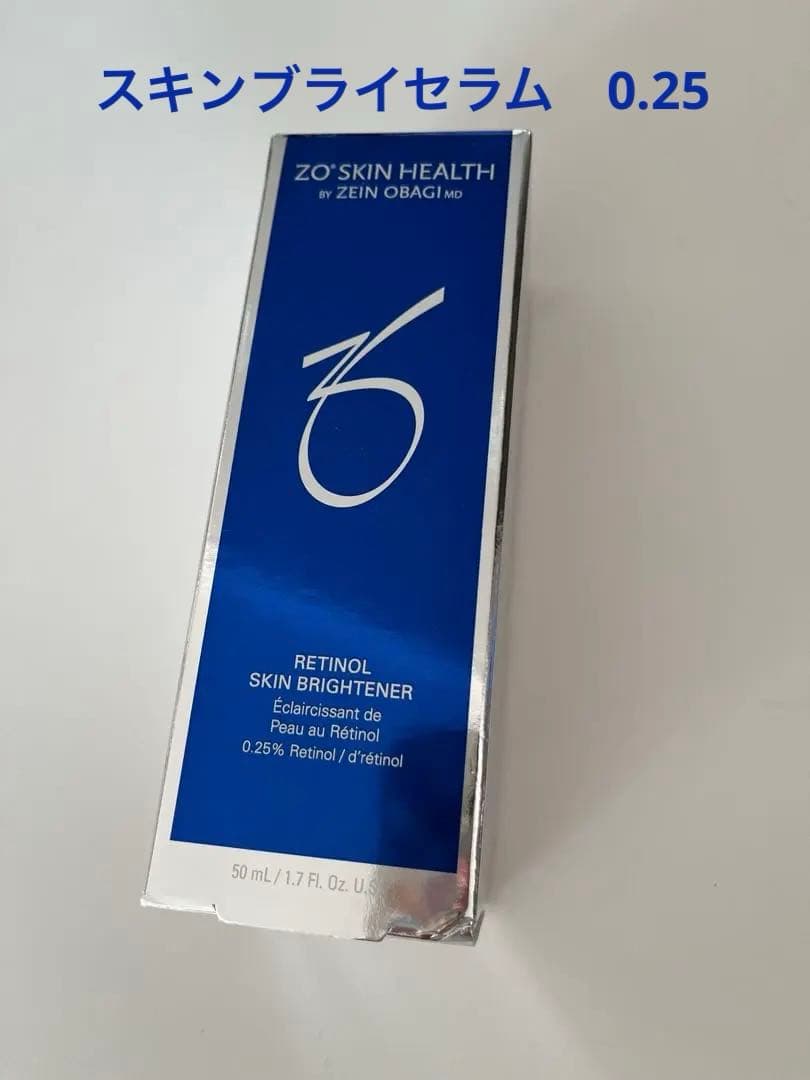 スキンブライセラム　0.25
ZO® SKIN HEALTH
BY ZEIN OBAGI MD
RETINOL
SKIN BRIGHTENER
Éclaircissant de
Peau au Rétinol
0.25% Retinol / d'rétinol
50 mL / 1.7 Fl. Oz. U.S